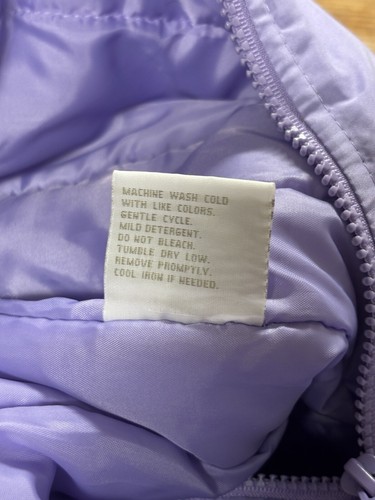 MACHINE WASH COLD
WITH LIKE COLORS.
GENTLE CYCLE.
MILD DETERGENT.
DO NOT BLEACH.
TUMBLE DRY LOW.
REMOVE PROMPTLY.
COOL IRON IF NEEDED.